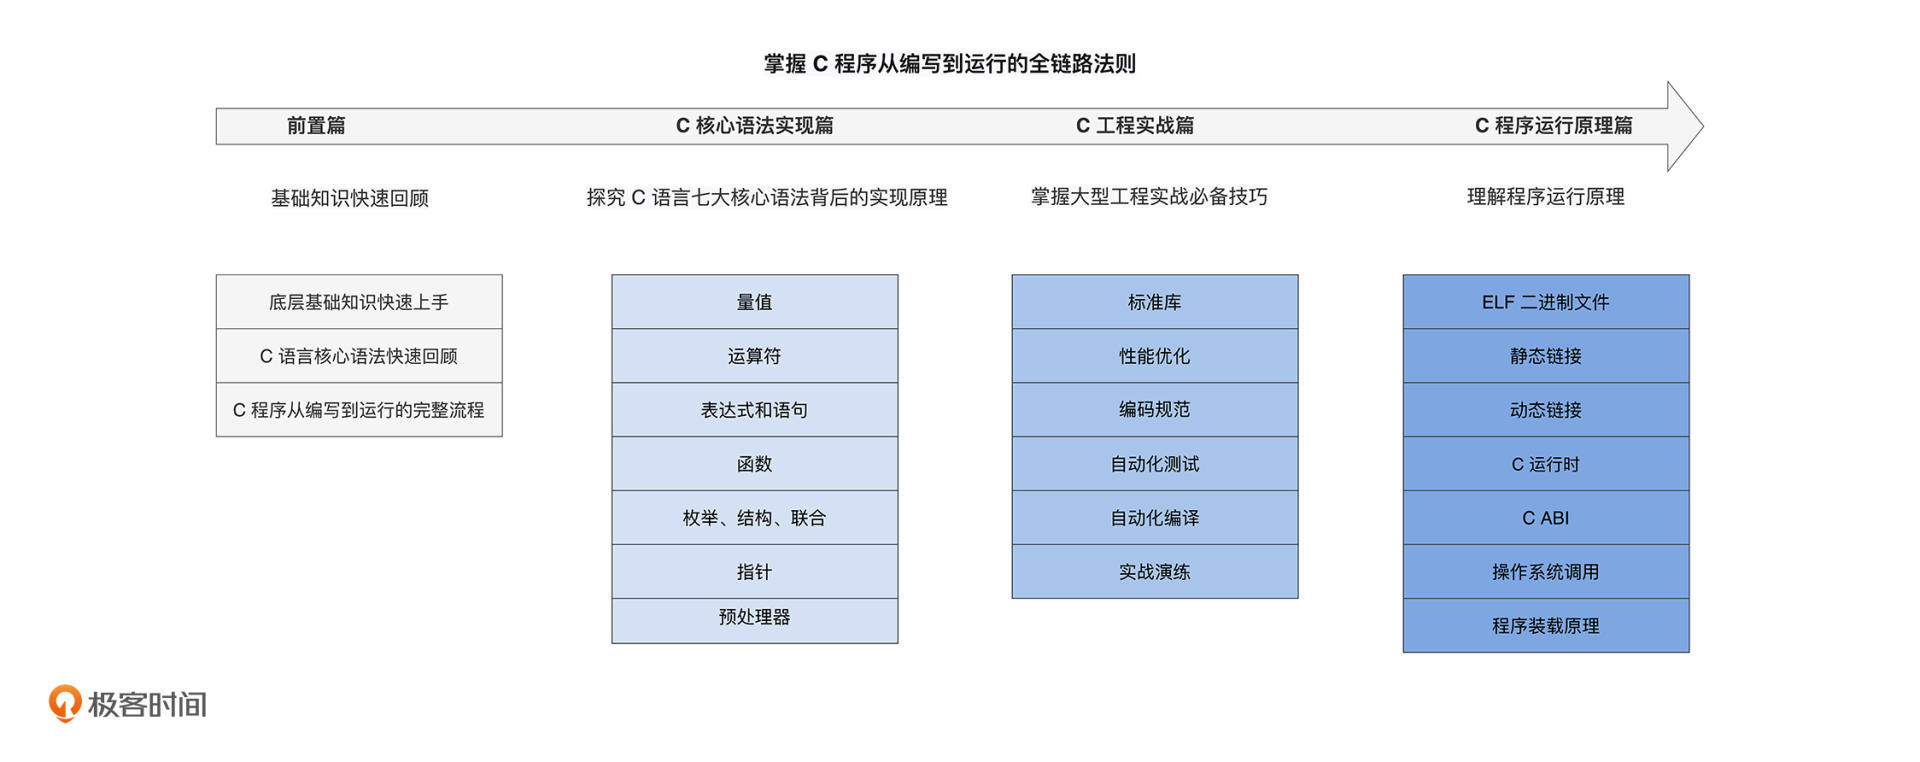 掌握 C 程序从编写到运行的全链路法则
前置篇
C 核心语法实现篇
C 工程实战篇
C 程序运行原理篇
基础知识快速回顾
探究 C 语言七大核心语法背后的实现原理
掌握大型工程实战必备技巧
理解程序运行原理
底层基础知识快速上手
C 语言核心语法快速回顾
C 程序从编写到运行的完整流程
量值
运算符
表达式和语句
函数
枚举、结构、联合
指针
预处理器
标准库
性能优化
编码规范
自动化测试
自动化编译
实战演练
ELF 二进制文件
静态链接
动态链接
C 运行时
C ABI
操作系统调用
程序装载原理
极客时间